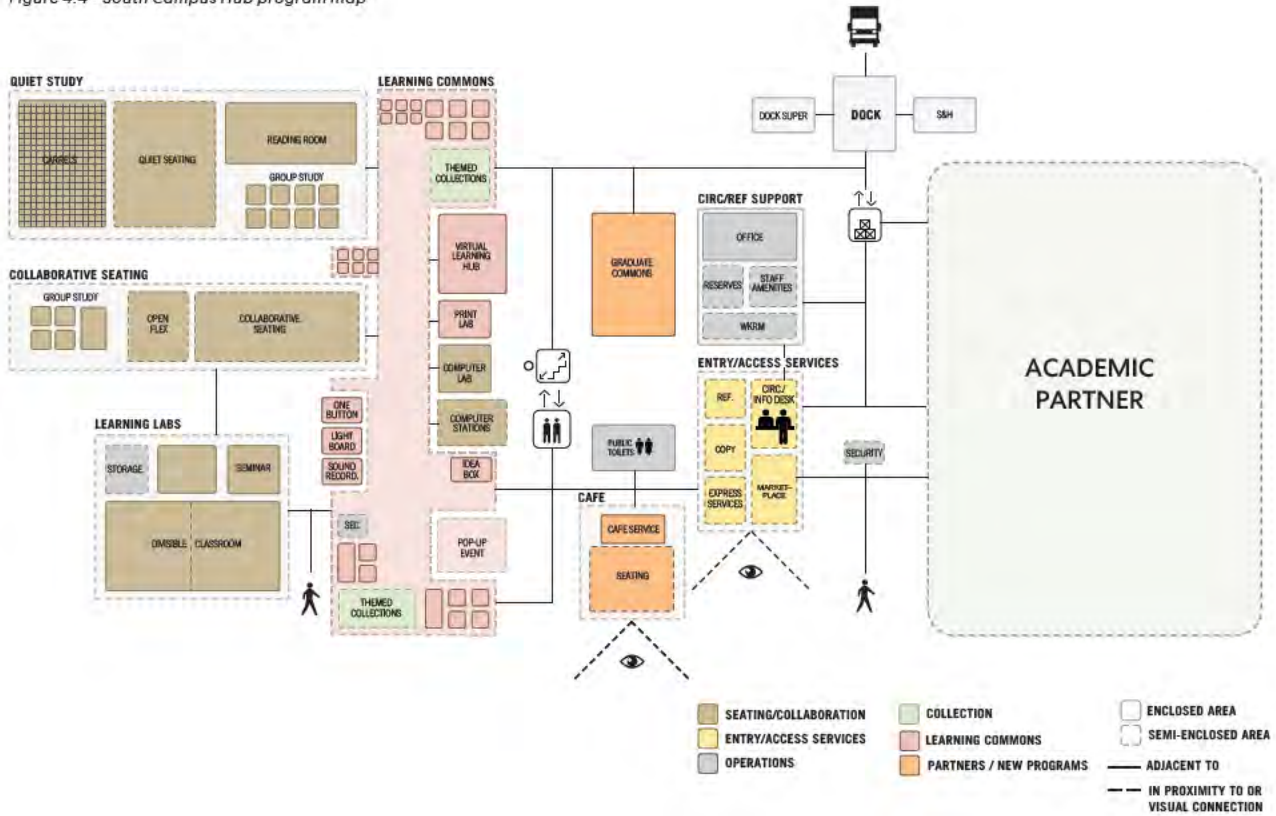 Figure 4.4 South Campus Hub program map
QUIET STUDY
CARRELS
QUIET SEATING
READING ROOM
GROUP STUDY
LEARNING COMMONS
THEMED
COLLECTIONS
VIRTUAL
LEARNING
HUB
PRINT
LAB
COMPUTER
LAB
COMPUTER
STATIONS
IDEA
BOX
POP-UP
EVENT
ONE
BUTTON
LIGHT
BOARD
SOUND
RECORD.
SEC.
THEMED
COLLECTIONS
COLLABORATIVE SEATING
GROUP STUDY
OPEN
FLEX
COLLABORATIVE
SEATING
LEARNING LABS
STORAGE
SEMINAR
DIVISIBLE CLASSROOM
DOCK SUPER
DOCK
S&H
GRADUATE
COMMONS
CIRC/REF SUPPORT
OFFICE
RESERVES
STAFF
AMENITIES
WKRM
ENTRY/ACCESS SERVICES
REF.
CIRC./
INFO DESK
COPY
EXPRESS
SERVICES
MARKET-
PLACE
PUBLIC
TOILETS
CAFE
CAFE SERVICE
SEATING
SECURITY
ACADEMIC
PARTNER
SEATING/COLLABORATION
ENTRY/ACCESS SERVICES
OPERATIONS
COLLECTION
LEARNING COMMONS
PARTNERS / NEW PROGRAMS
ENCLOSED AREA
SEMI-ENCLOSED AREA
ADJACENT TO
IN PROXIMITY TO OR
VISUAL CONNECTION